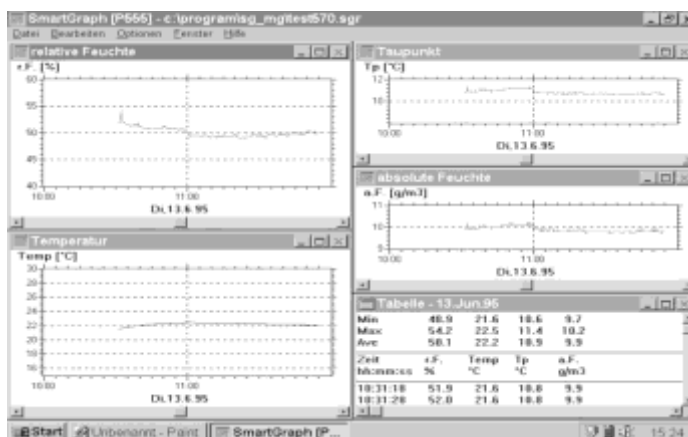 SmartGraph [P555] - c:\program\sg_mg\test570.sgr
Datei Bearbeiten Optionen Fenster Hilfe
relative Feuchte
r.F. [%]
60
55
50
45
40
10:00 11:00
Di,13.6.95
Temperatur
Temp [°C]
30
28
26
24
22
20
18
16
10:00 11:00
Di,13.6.95
Taupunkt
Tp [°C]
12
10
10:00 11:00
Di,13.6.95
absolute Feuchte
a.F. [g/m3]
11
10
9
10:00 11:00
Di,13.6.95
Tabelle - 13.Jun.95
Min 48.9 21.6 10.6 9.7
Max 54.2 22.5 11.4 10.2
Ave 50.1 22.2 10.9 9.9
Zeit r.F. Temp Tp a.F.
hh:mm:ss % °C °C g/m3
10:31:18 51.9 21.6 10.8 9.9
10:31:28 52.0 21.6 10.8 9.9
Start Unbenannt - Paint SmartGraph [P... 15:24